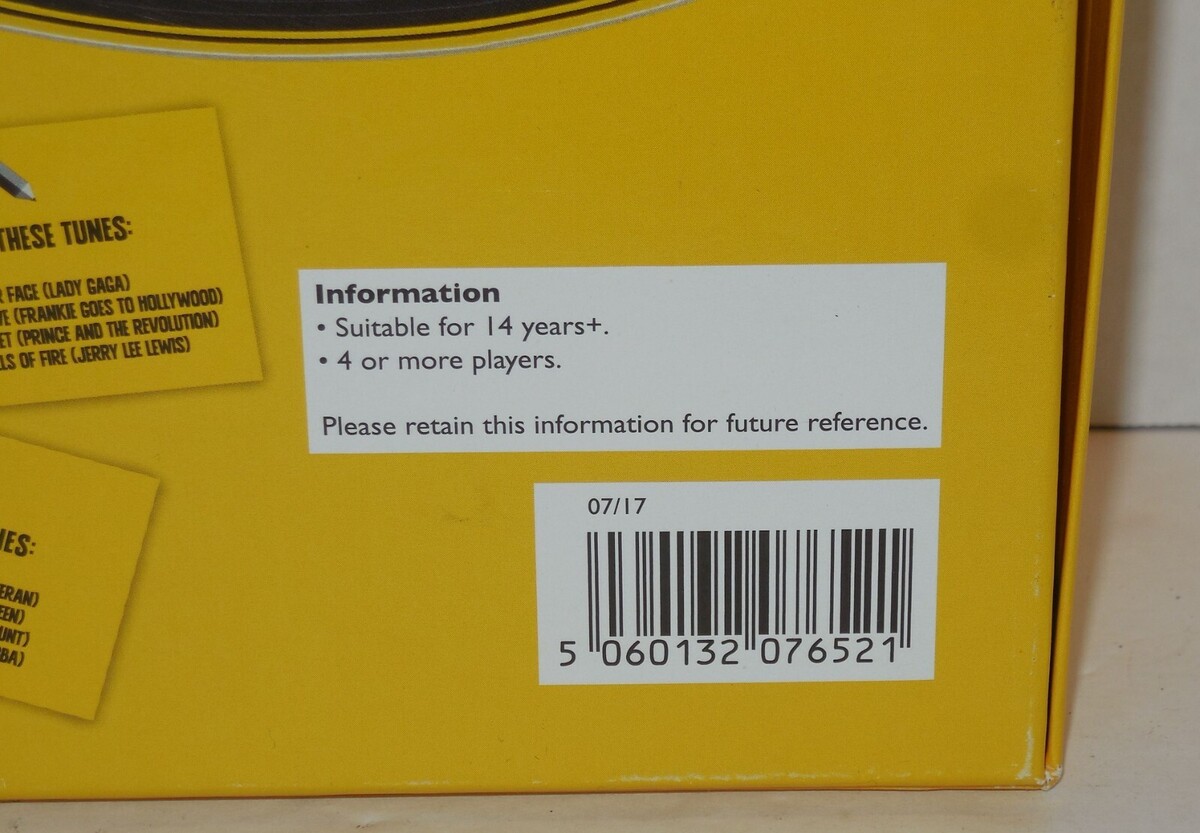 THESE TUNES:
FACE (LADY GAGA)
(FRANKIE GOES TO HOLLYWOOD)
(PRINCE AND THE REVOLUTION)
OF FIRE (JERRY LEE LEWIS)
Information
• Suitable for 14 years+.
• 4 or more players.
Please retain this information for future reference.
07/17
5 060132 076521